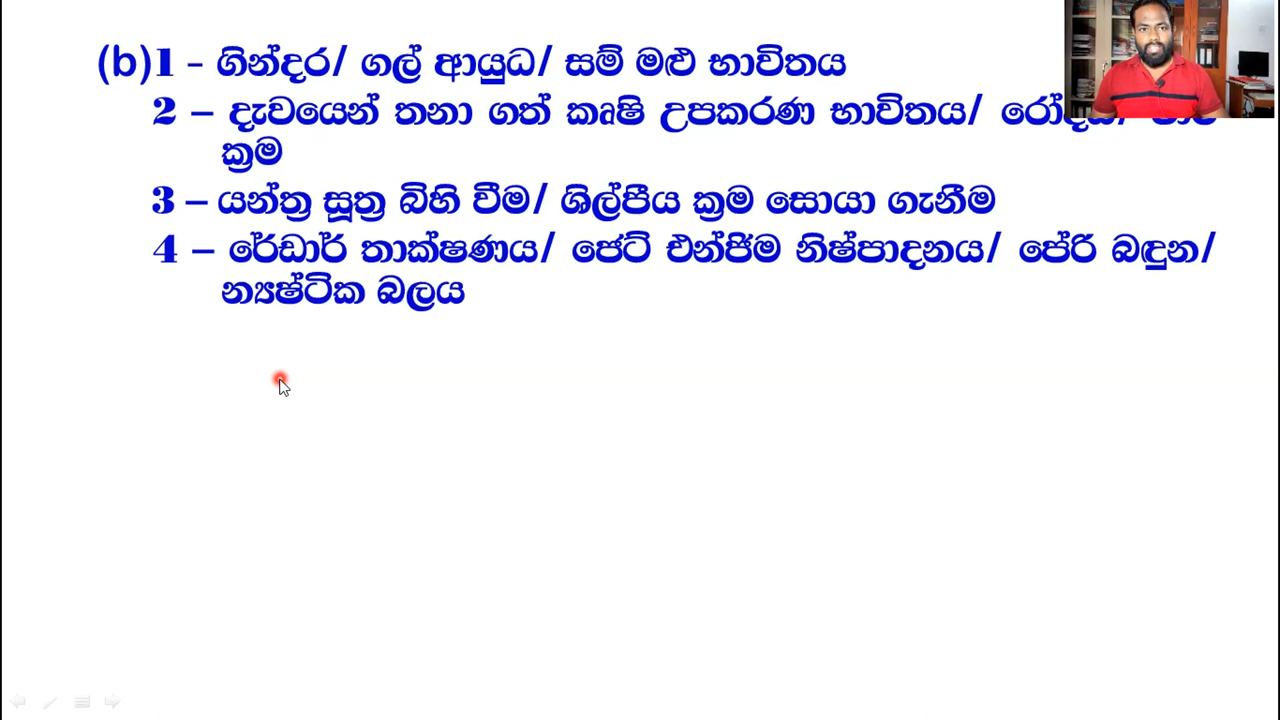 (b)1 - ගින්දර/ ගල් ආයුධ/ සම් මළු භාවිතය
2 – දැවයෙන් තනා ගත් කෘෂි උපකරණ භාවිතය/
ක්‍රම
3 – යන්ත්‍ර සූත්‍ර බිහි වීම/ ශිල්පීය ක්‍රම සොයා ගැනීම
4 – රේඩාර් තාක්ෂණය/ ජෙට් එන්ජිම නිෂ්පාදනය/ පේරි බඳුන/
න්‍යෂ්ටික බලය